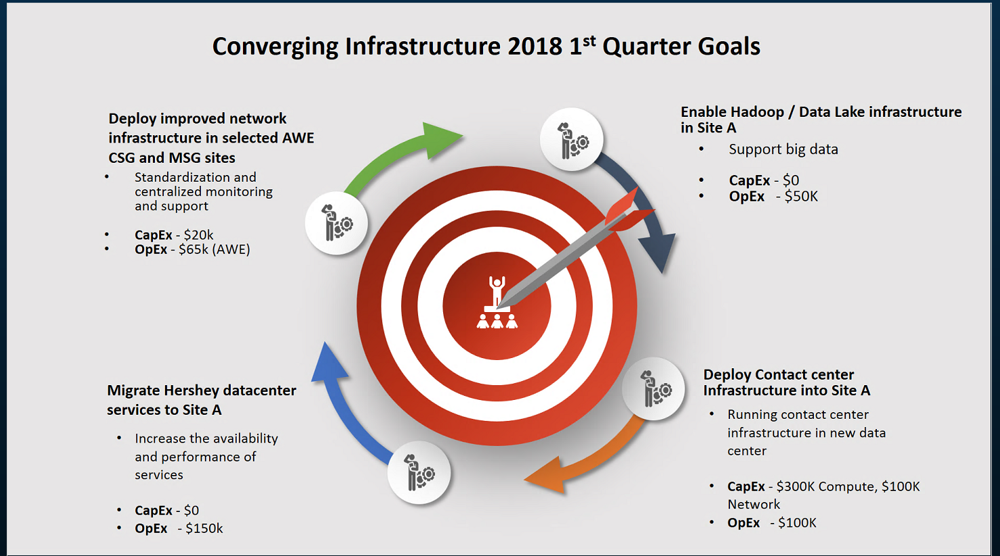 Converging Infrastructure 2018 1st Quarter Goals
Deploy improved network
infrastructure in selected AWE
CSG and MSG sites
• Standardization and
centralized monitoring
and support
• CapEx - $20k
• OpEx - $65k (AWE)
Enable Hadoop / Data Lake infrastructure
in Site A
• Support big data
• CapEx - $0
• OpEx - $50K
Migrate Hershey datacenter
services to Site A
• Increase the availability
and performance of
services
• CapEx - $0
• OpEx - $150k
Deploy Contact center
Infrastructure into Site A
• Running contact center
infrastructure in new data
center
• CapEx - $300K Compute, $100K
Network
• OpEx - $100K